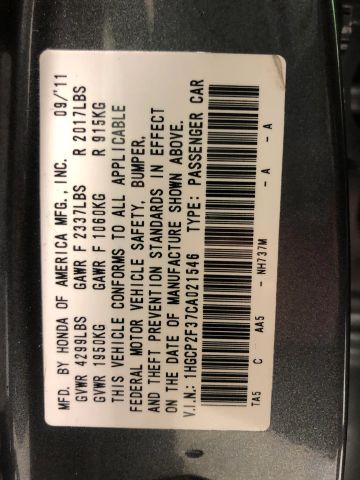 MFD. BY HONDA OF AMERICA MFG., INC. 09/'11
GVWR 4299LBS GAWR F 2337LBS R 2017LBS
GVWR 1950KG GAWR F 1060KG R 915KG
THIS VEHICLE CONFORMS TO ALL APPLICABLE
FEDERAL MOTOR VEHICLE SAFETY, BUMPER,
AND THEFT PREVENTION STANDARDS IN EFFECT
ON THE DATE OF MANUFACTURE SHOWN ABOVE.
V.I.N.: 1HGCP2F37CA021546 TYPE: PASSENGER CAR
TA5 C AA5 - NH737M - A - A